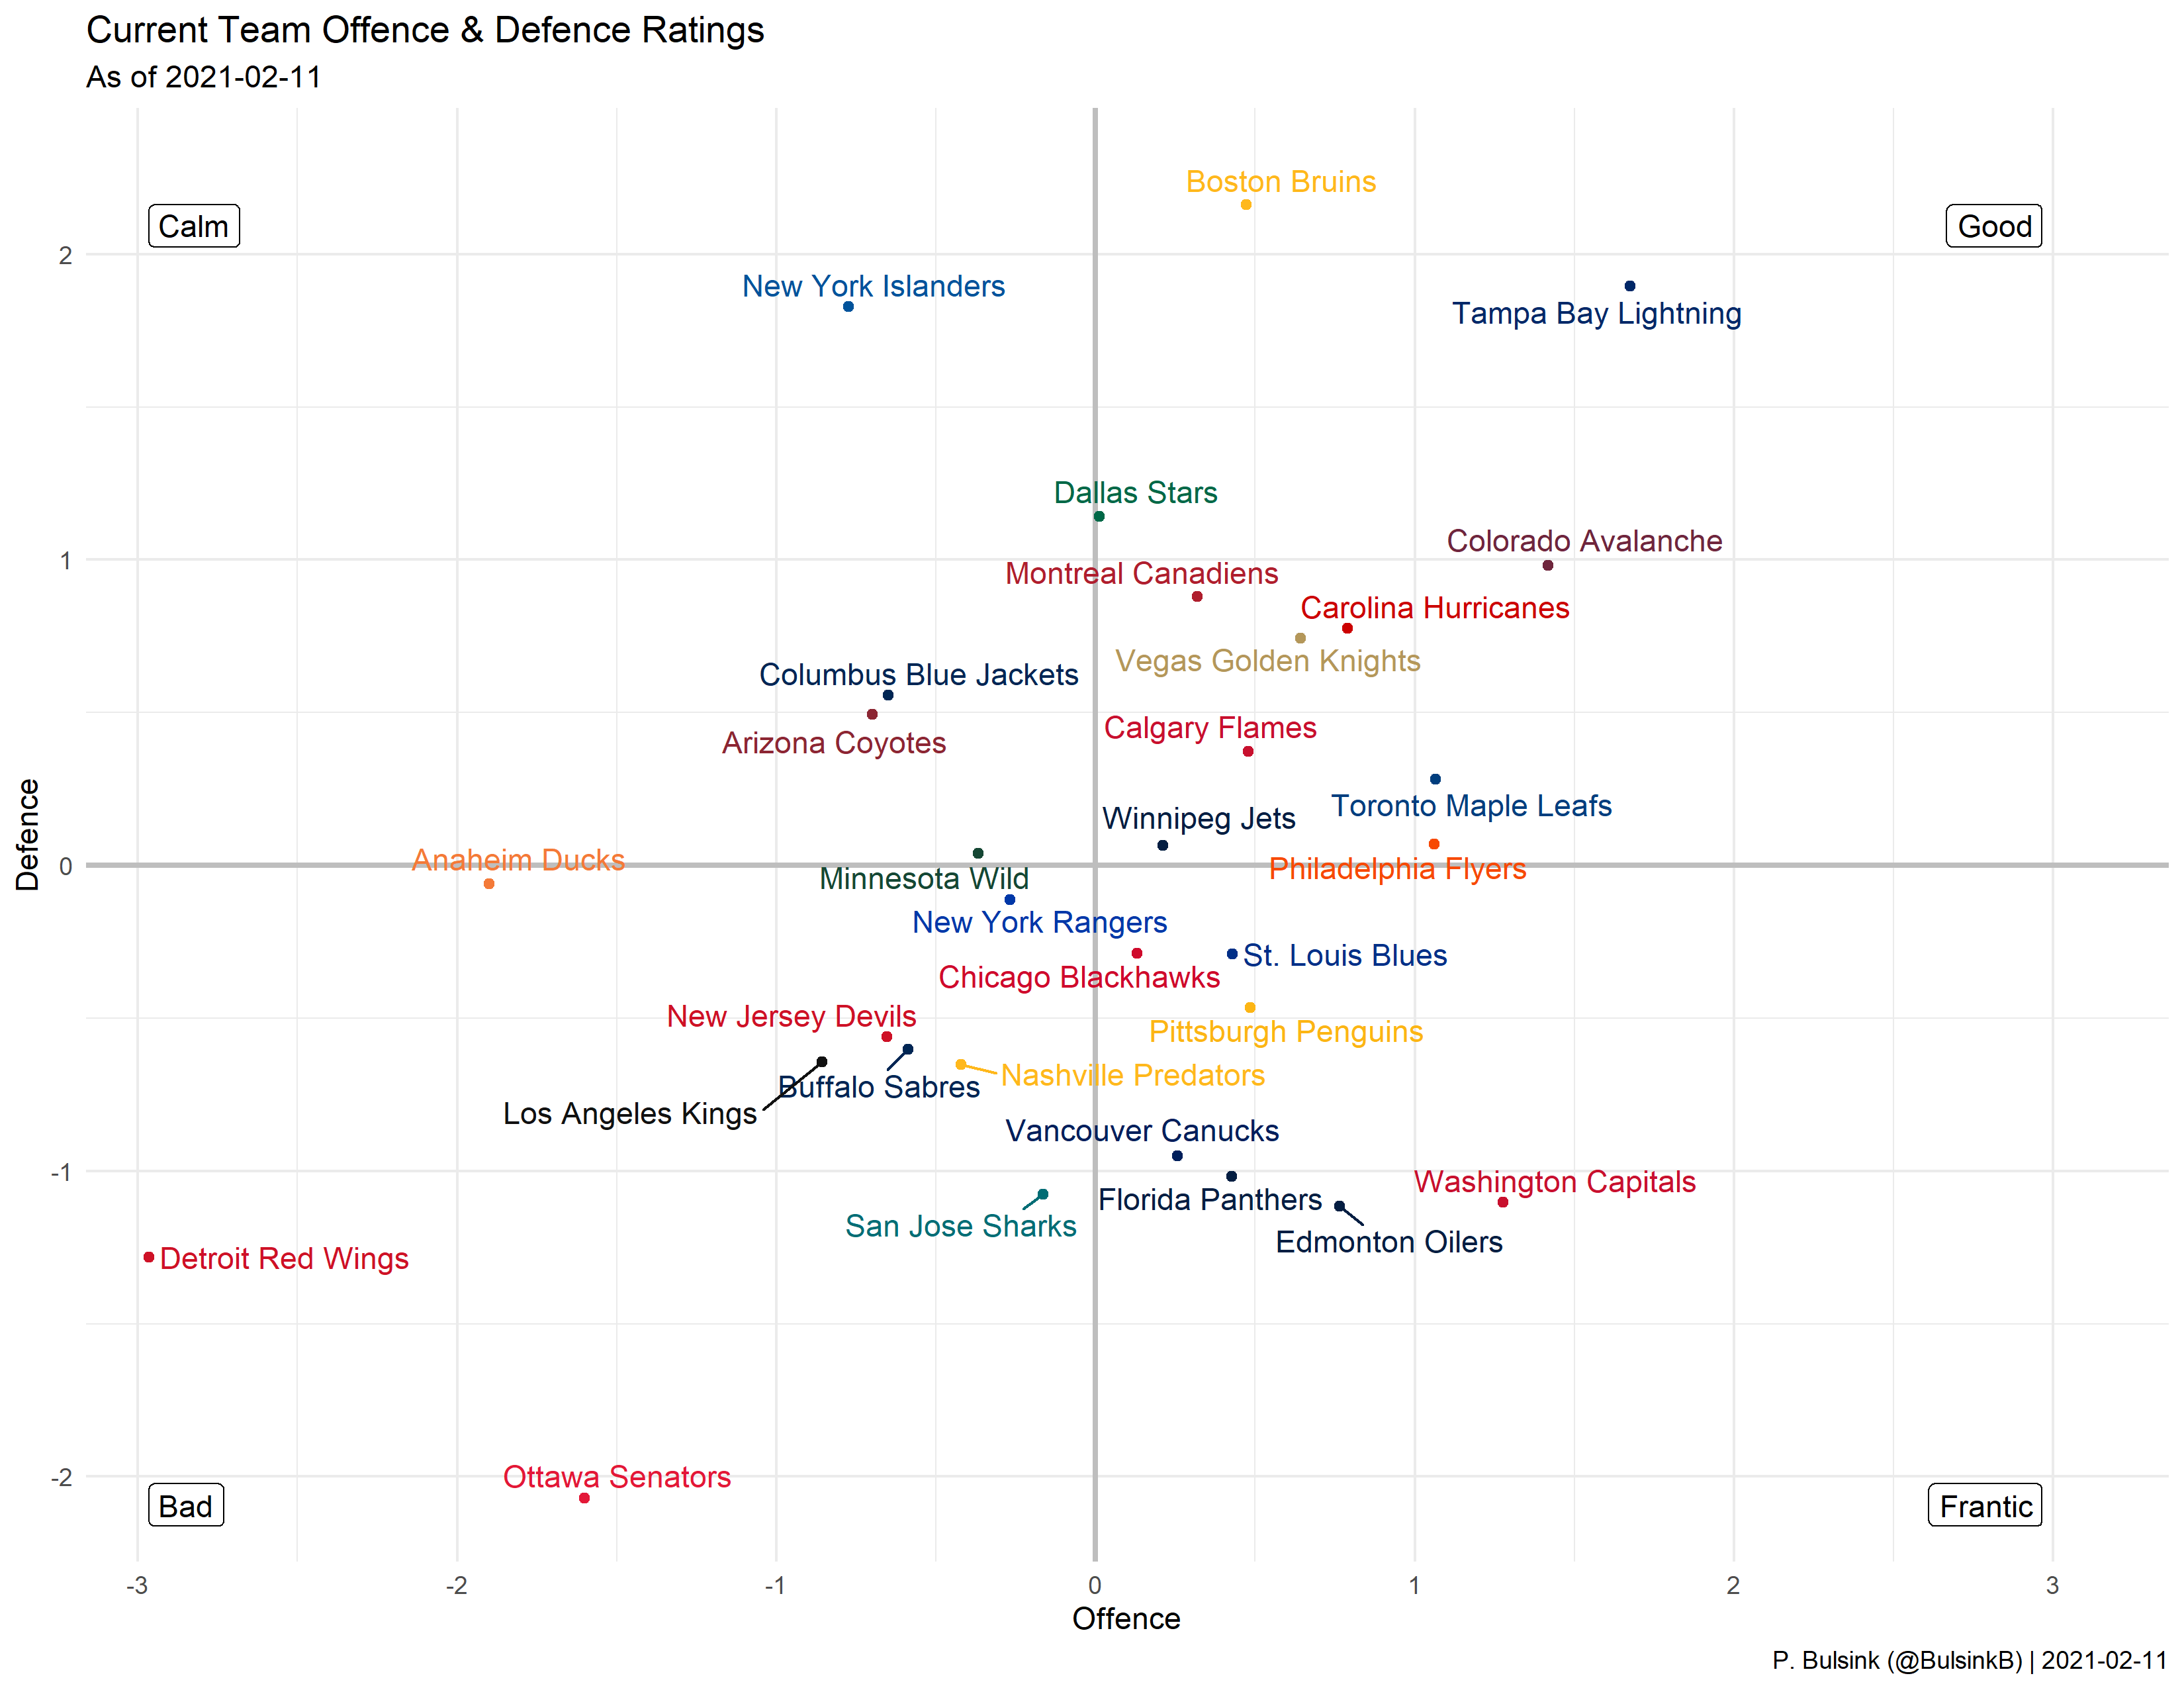 Current Team Offence & Defence Ratings
As of 2021-02-11
Boston Bruins
Calm
Good
2
New York Islanders
Tampa Bay Lightning
Dallas Stars
Colorado Avalanche
1
Montreal Canadiens
Carolina Hurricanes
Vegas Golden Knights
Columbus Blue Jackets
Calgary Flames
Arizona Coyotes
Toronto Maple Leafs
Winnipeg Jets
Defence
0
Anaheim Ducks
Philadelphia Flyers
Minnesota Wild
New York Rangers
St. Louis Blues
Chicago Blackhawks
New Jersey Devils
Pittsburgh Penguins
Nashville Predators
Buffalo Sabres
Los Angeles Kings
Vancouver Canucks
-1
Washington Capitals
Florida Panthers
San Jose Sharks
Edmonton Oilers
Detroit Red Wings
-2
Ottawa Senators
Bad
Frantic
-3 -2 -1 0 1 2 3
Offence
P. Bulsink (@BulsinkB) | 2021-02-11